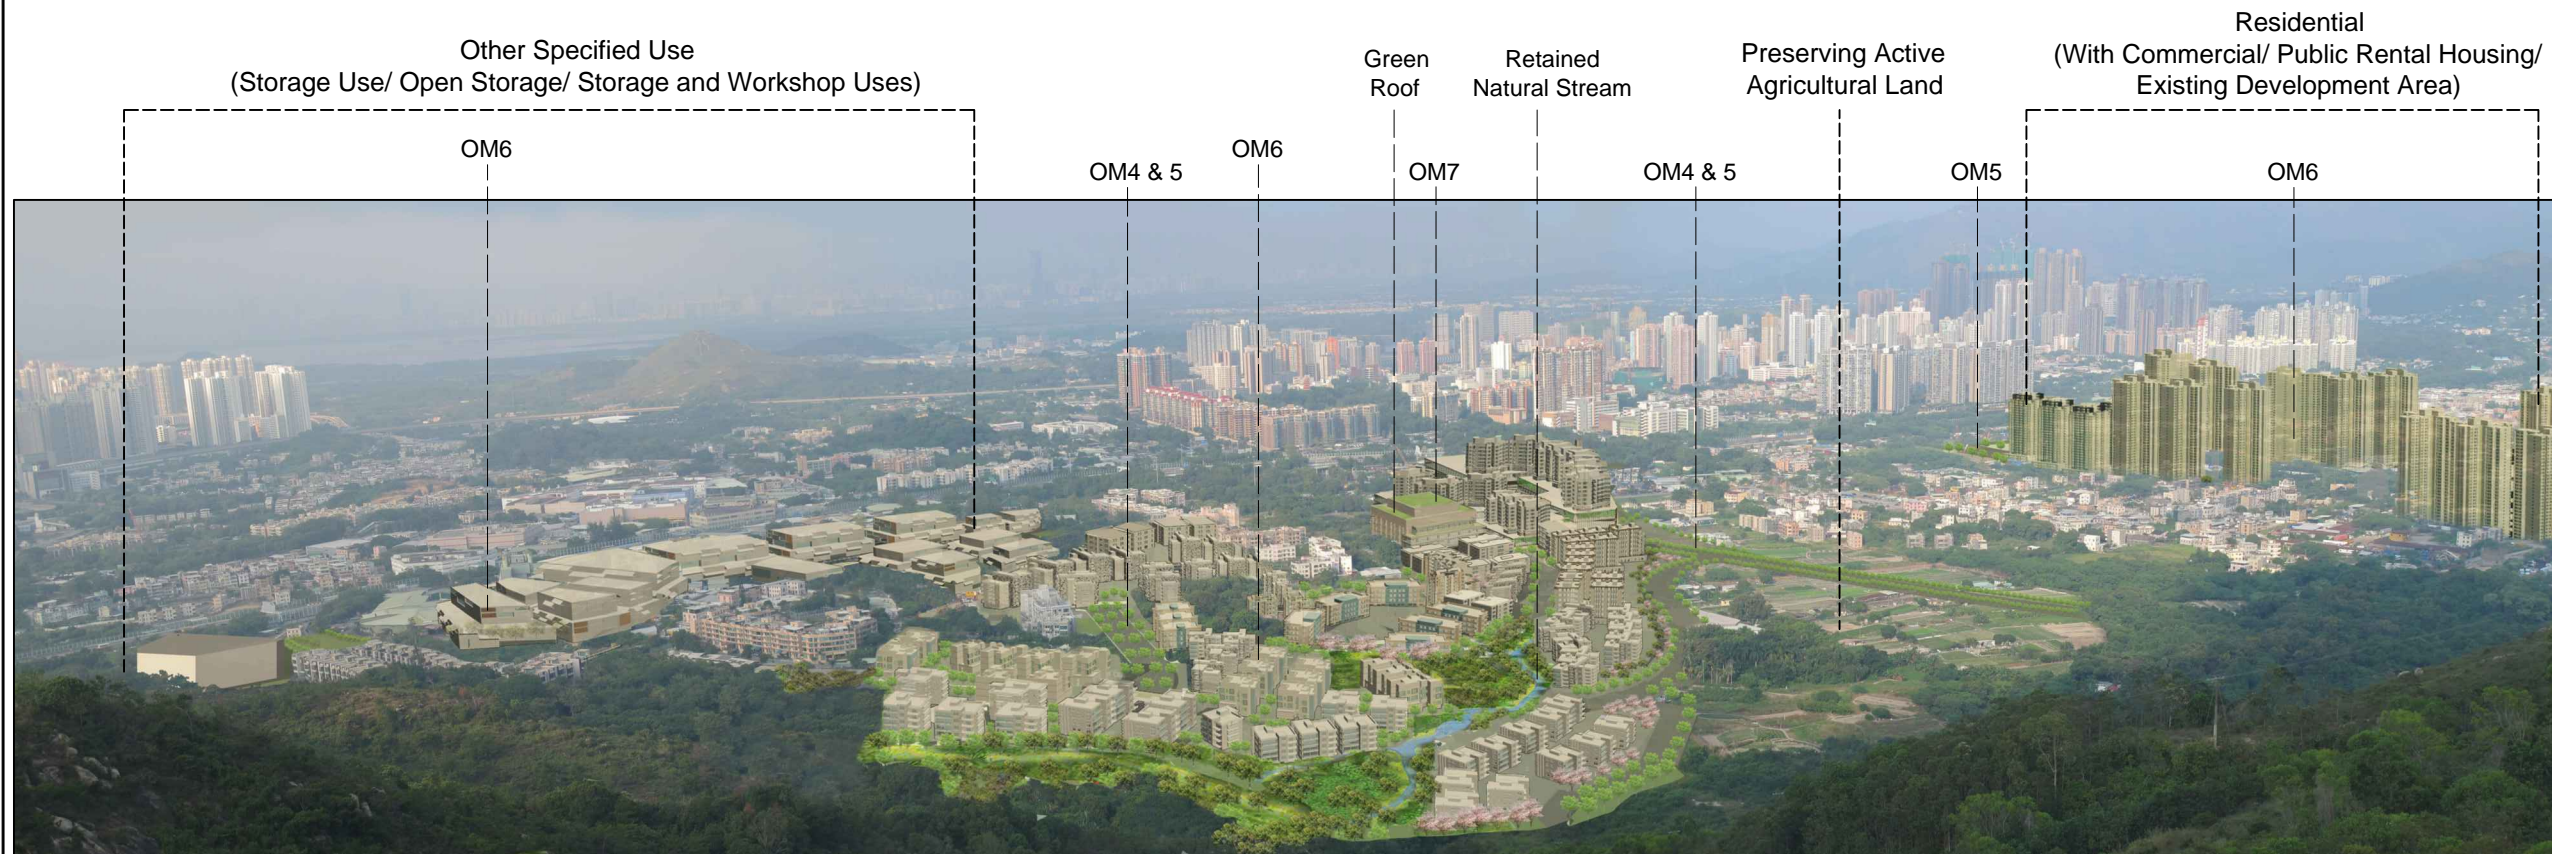 Other Specified Use
(Storage Use/ Open Storage/ Storage and Workshop Uses)
Green
Roof
Retained
Natural Stream
Preserving Active
Agricultural Land
Residential
(With Commercial/ Public Rental Housing/
Existing Development Area)
OM6
OM4 & 5
OM6
OM7
OM4 & 5
OM5
OM6